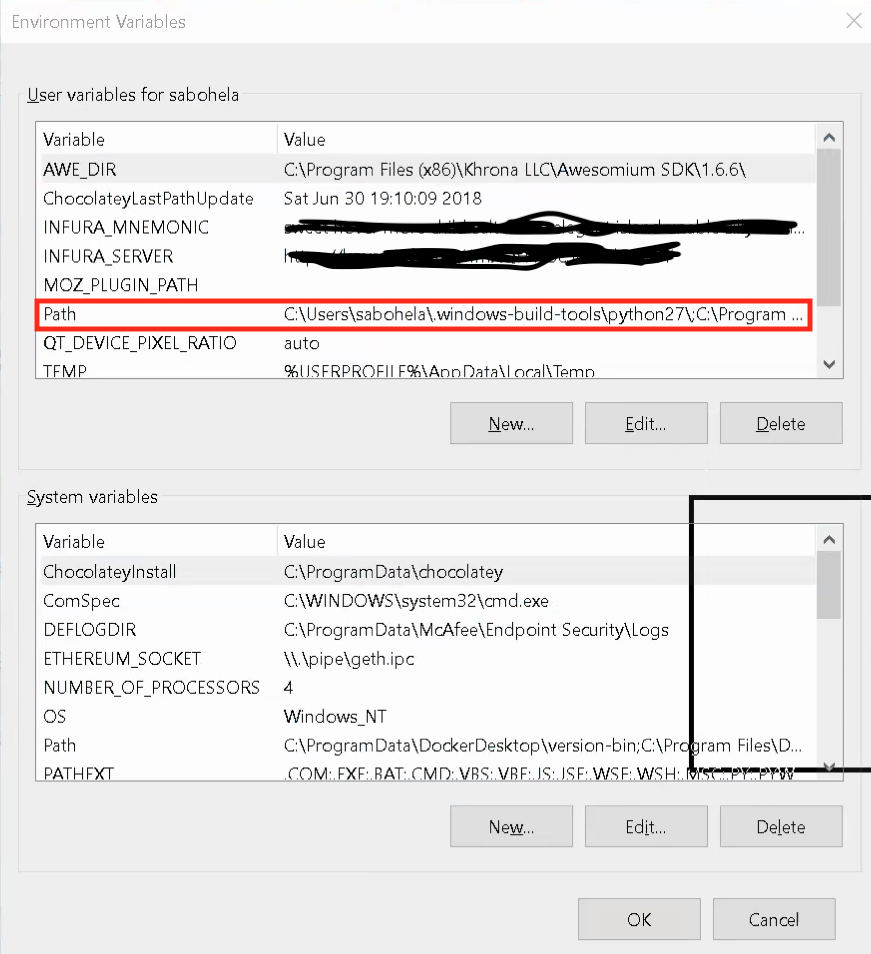 Environment Variables
User variables for sabohela
Variable Value
AWE_DIR C:\Program Files (x86)\Khrona LLC\Awesomium SDK\1.6.6\
ChocolateyLastPathUpdate Sat Jun 30 19:10:09 2018
INFURA_MNEMONIC
INFURA_SERVER
MOZ_PLUGIN_PATH
Path C:\Users\sabohela\.windows-build-tools\python27\;C:\Program ...
QT_DEVICE_PIXEL_RATIO auto
TEMP %USERPROFILE%\AppData\Local\Temp
New... Edit... Delete
System variables
Variable Value
ChocolateyInstall C:\ProgramData\chocolatey
ComSpec C:\WINDOWS\system32\cmd.exe
DEFLOGDIR C:\ProgramData\McAfee\Endpoint Security\Logs
ETHEREUM_SOCKET \\.\pipe\geth.ipc
NUMBER_OF_PROCESSORS 4
OS Windows_NT
Path C:\ProgramData\DockerDesktop\version-bin;C:\Program Files\D...
PATHEXT .COM;.EXE;.BAT;.CMD;.VBS;.VBE;.JS;.JSE;.WSF;.WSH;.MSC;.PY;.PYW
New... Edit... Delete
OK Cancel